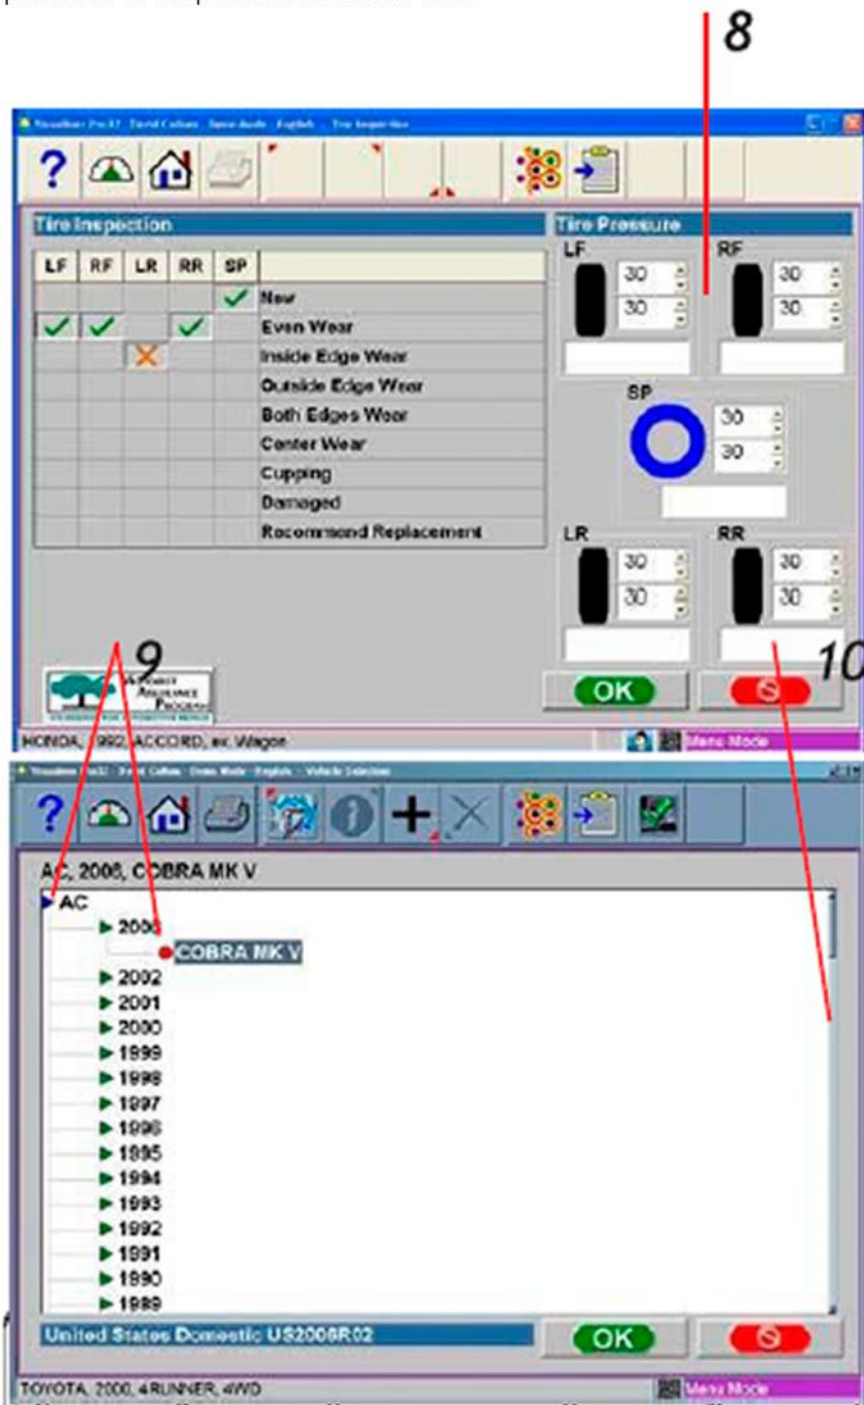 8
Tire Inspection
Tire Pressure
LF RF LR RR SP
New
Even Wear
Inside Edge Wear
Outside Edge Wear
Both Edges Wear
Center Wear
Cupping
Damaged
Recommend Replacement
LF
30
30
RF
30
30
SP
30
30
LR
30
30
RR
30
30
9
10
OK
HONDA, 1992, ACCORD, ex. Wagon
Menu Mode
AC, 2006, COBRA MK V
AC
2006
COBRA MK V
2002
2001
2000
1999
1998
1997
1996
1995
1994
1993
1992
1991
1990
1989
United States Domestic US2006R02
OK
TOYOTA, 2000, 4RUNNER, 4WD
Menu Mode